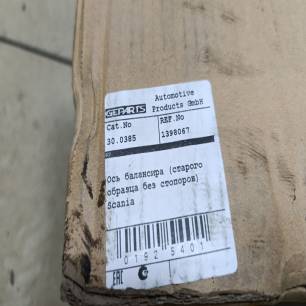 GEPARTS Automotive
Products GmbH
Cat.No REF.No
30.0385 1398067
Ось балансира (старого
образца без стопоров)
Scania
01925401
EAC